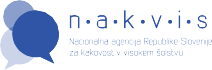 n·a·k·v·i·s
Nacionalna agencija Republike Slovenije
za kakovost v visokem šolstvu